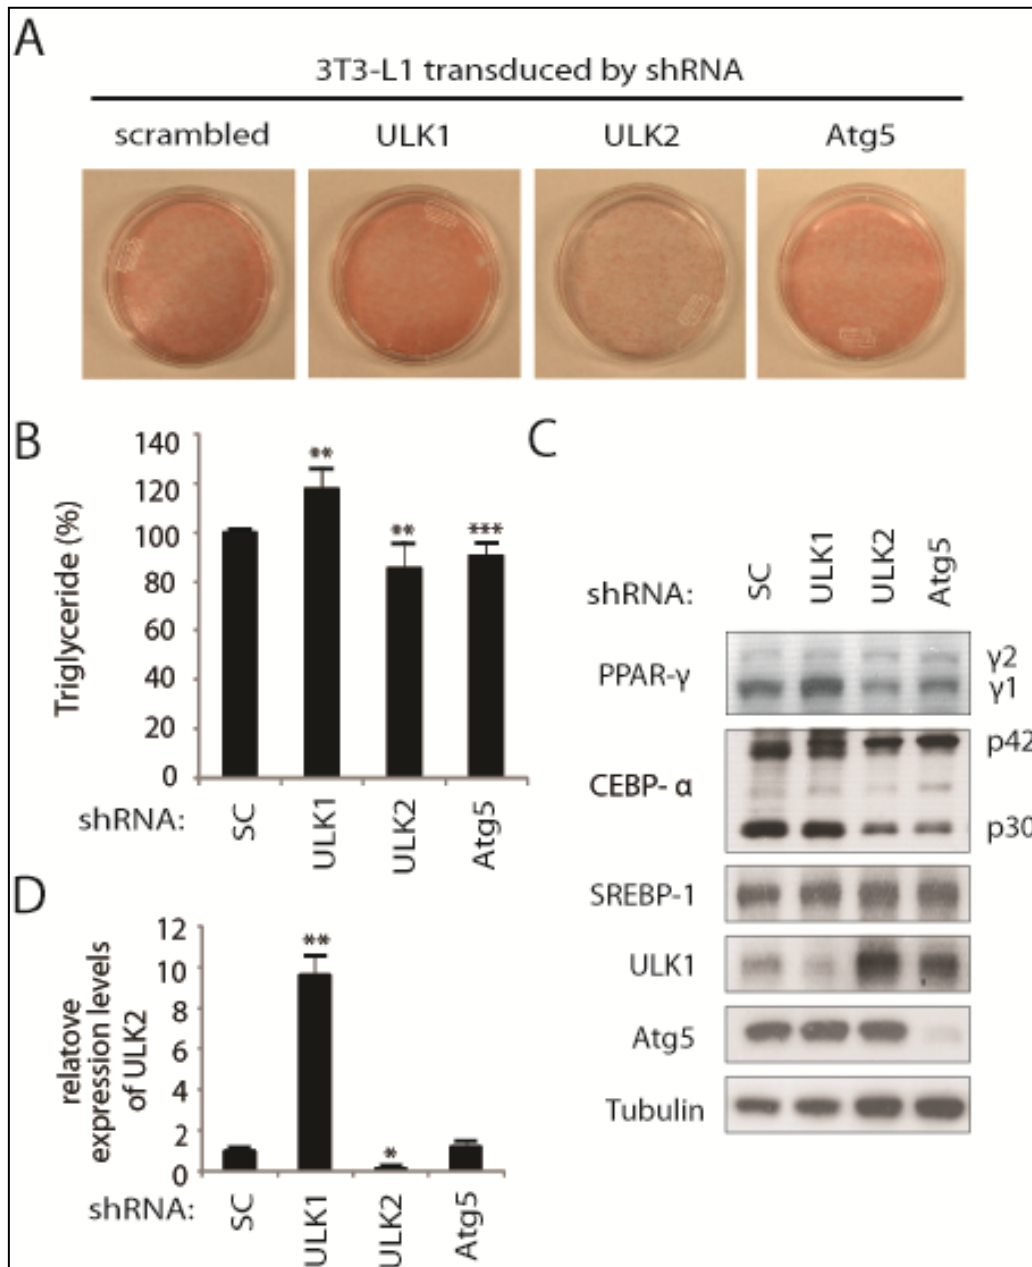 A
3T3-L1 transduced by shRNA
scrambled ULK1 ULK2 Atg5
B
140
120
100
80
60
40
20
0
Triglyceride (%)
** ** ***
shRNA: SC ULK1 ULK2 Atg5
C
shRNA: SC ULK1 ULK2 Atg5
PPAR-γ γ2
γ1
CEBP- α p42
p30
SREBP-1
ULK1
Atg5
Tubulin
D
12
10
8
6
4
2
0
relatove
expression levels
of ULK2
** *
shRNA: SC ULK1 ULK2 Atg5